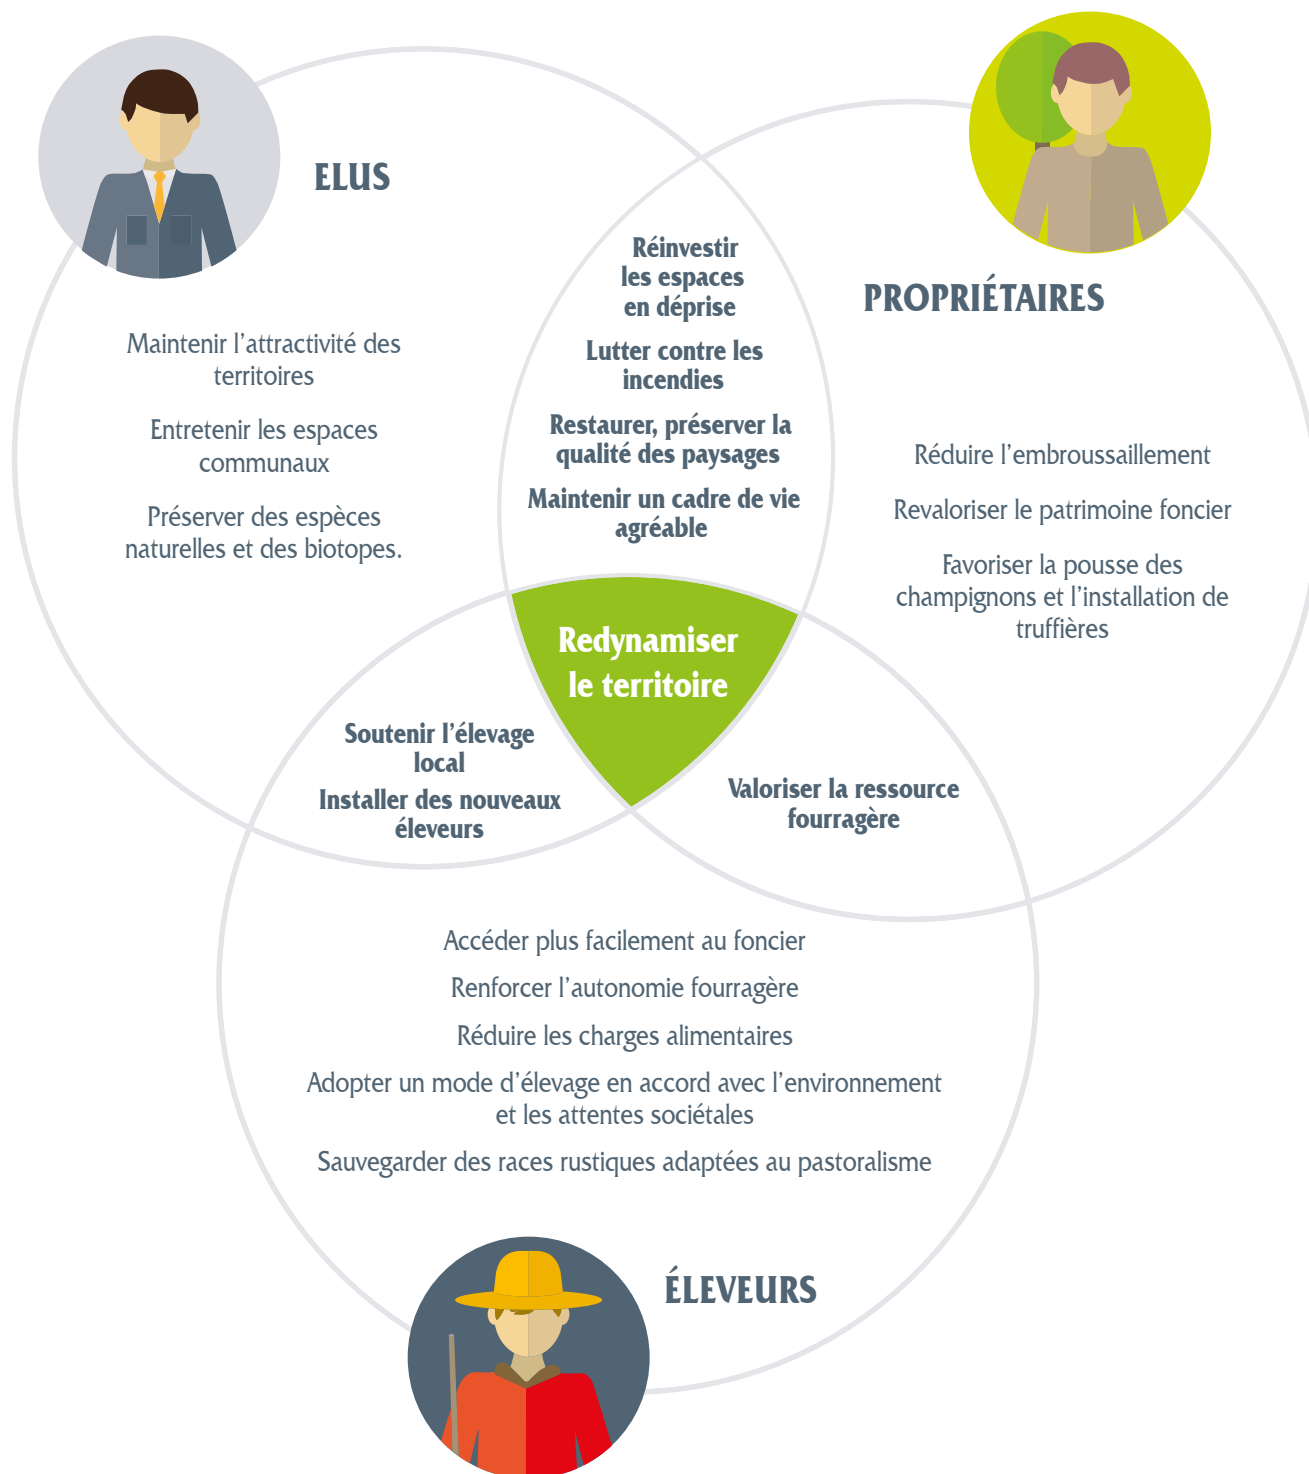 ELUS
Maintenir l’attractivité des
territoires
Entretenir les espaces
communaux
Préserver des espèces
naturelles et des biotopes.
Réinvestir
les espaces
en déprise
Lutter contre les
incendies
Restaurer, préserver la
qualité des paysages
Maintenir un cadre de vie
agréable
PROPRIÉTAIRES
Réduire l’embroussaillement
Revaloriser le patrimoine foncier
Favoriser la pousse des
champignons et l’installation de
truffières
Redynamiser
le territoire
Soutenir l’élevage
local
Installer des nouveaux
éleveurs
Valoriser la ressource
fourragère
Accéder plus facilement au foncier
Renforcer l’autonomie fourragère
Réduire les charges alimentaires
Adopter un mode d’élevage en accord avec l’environnement
et les attentes sociétales
Sauvegarder des races rustiques adaptées au pastoralisme
ÉLEVEURS